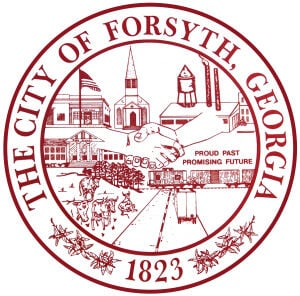 THE CITY OF FORSYTH, GEORGIA
PROUD PAST
PROMISING FUTURE
1823